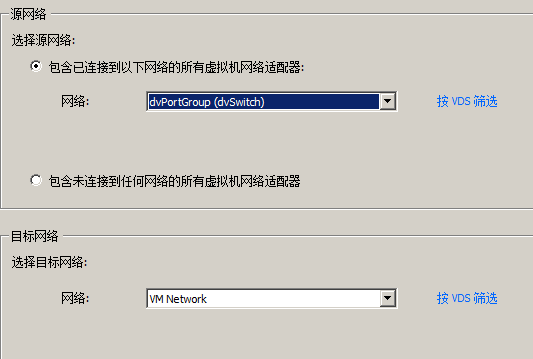 源网络
选择源网络:
包含已连接到以下网络的所有虚拟机网络适配器:
网络: dvPortGroup (dvSwitch) 按 VDS 筛选
包含未连接到任何网络的所有虚拟机网络适配器
目标网络
选择目标网络:
网络: VM Network 按 VDS 筛选